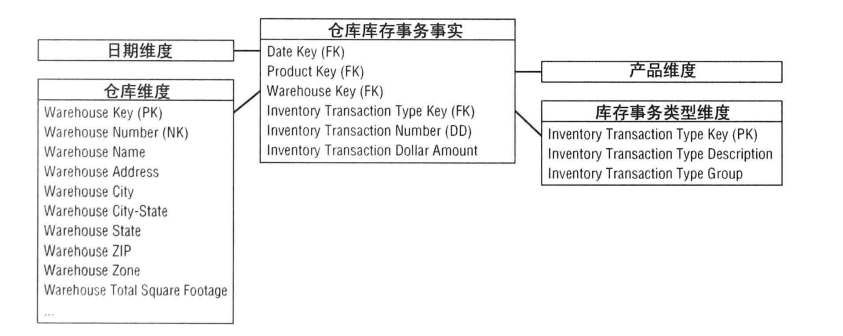 日期维度
仓库维度
Warehouse Key (PK)
Warehouse Number (NK)
Warehouse Name
Warehouse Address
Warehouse City
Warehouse City-State
Warehouse State
Warehouse ZIP
Warehouse Zone
Warehouse Total Square Footage
...
仓库库存事务事实
Date Key (FK)
Product Key (FK)
Warehouse Key (FK)
Inventory Transaction Type Key (FK)
Inventory Transaction Number (DD)
Inventory Transaction Dollar Amount
产品维度
库存事务类型维度
Inventory Transaction Type Key (PK)
Inventory Transaction Type Description
Inventory Transaction Type Group